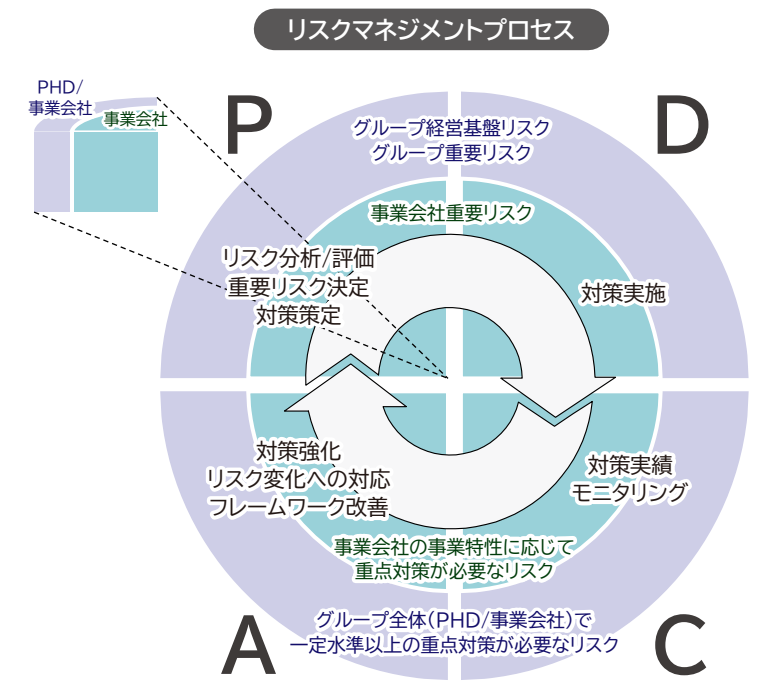 リスクマネジメントプロセス
PHD/
事業会社
事業会社
P
D
グループ経営基盤リスク
グループ重要リスク
事業会社重要リスク
リスク分析/評価
重要リスク決定
対策策定
対策実施
対策強化
リスク変化への対応
フレームワーク改善
対策実績
モニタリング
事業会社の事業特性に応じて
重点対策が必要なリスク
グループ全体（PHD/事業会社）で
一定水準以上の重点対策が必要なリスク
A
C